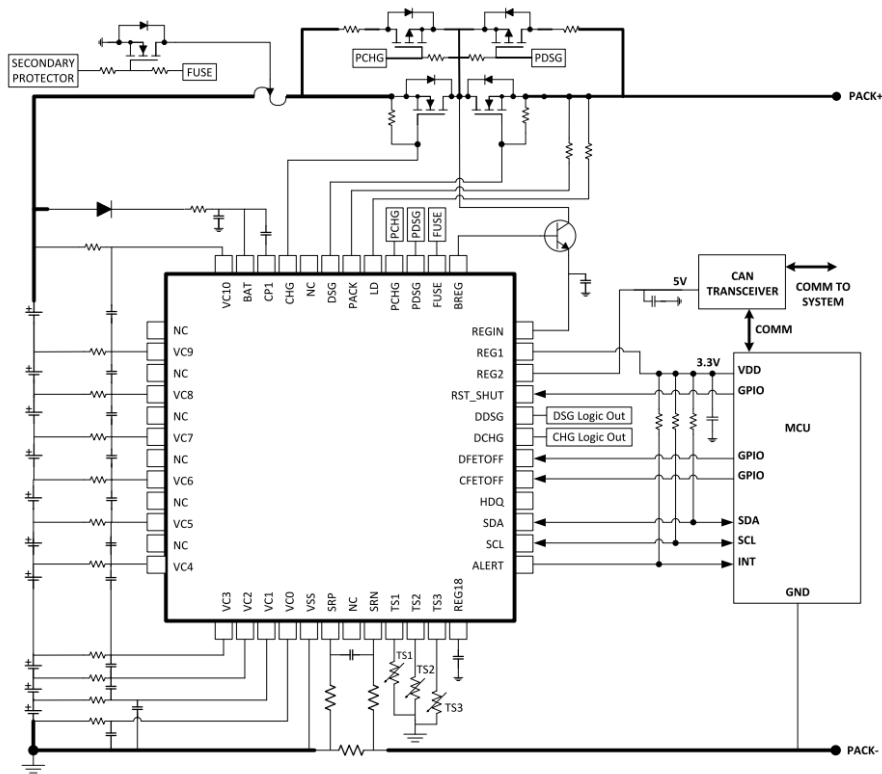 PCHG
PDSG
SECONDARY
PROTECTOR
FUSE
PACK+
PCHG
PDSG
FUSE
VC10
BAT
CP1
CHG
NC
DSG
PACK
LD
PCHG
PDSG
FUSE
BREG
5V
CAN
TRANSCEIVER
COMM TO
SYSTEM
COMM
NC
VC9
NC
VC8
NC
VC7
NC
VC6
NC
VC5
NC
VC4
REGIN
REG1
REG2
RST_SHUT
DDSG
DCHG
DFETOFF
CFETOFF
HDQ
SDA
SCL
ALERT
DSG Logic Out
CHG Logic Out
3.3V
VDD
GPIO
MCU
GPIO
GPIO
SDA
SCL
INT
GND
VC3
VC2
VC1
VC0
VSS
SRP
NC
SRN
TS1
TS2
TS3
REG18
TS1
TS2
TS3
PACK-